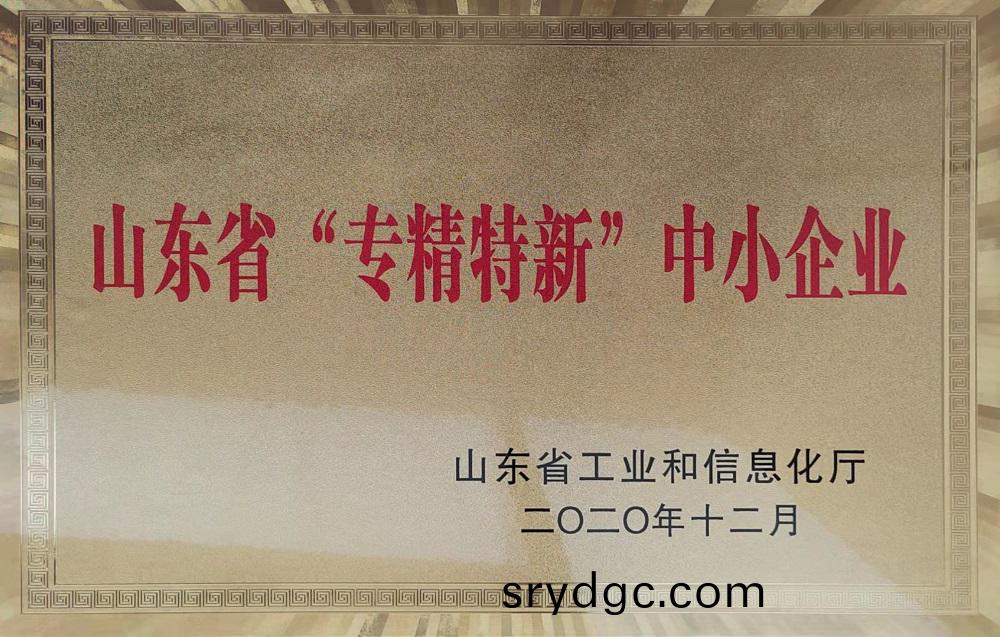 山东省“专精特新”中小企业
山东省工业和信息化厅
二〇二〇年十二月
srydgc.com